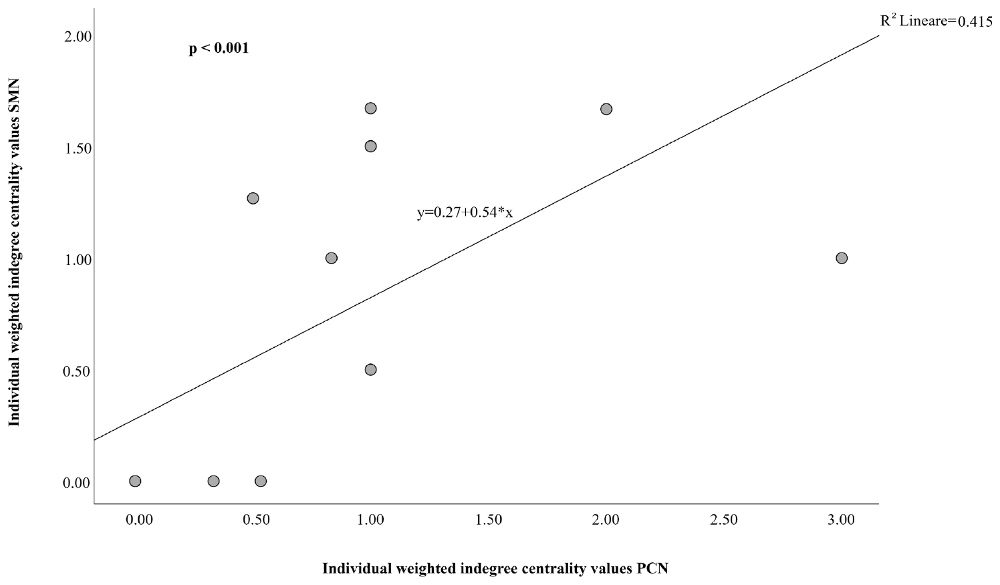 R² Lineare=0.415
2.00
p < 0.001
1.50
y=0.27+0.54*x
1.00
0.50
0.00
Individual weighted indegree centrality values SMN
0.00 0.50 1.00 1.50 2.00 2.50 3.00
Individual weighted indegree centrality values PCN